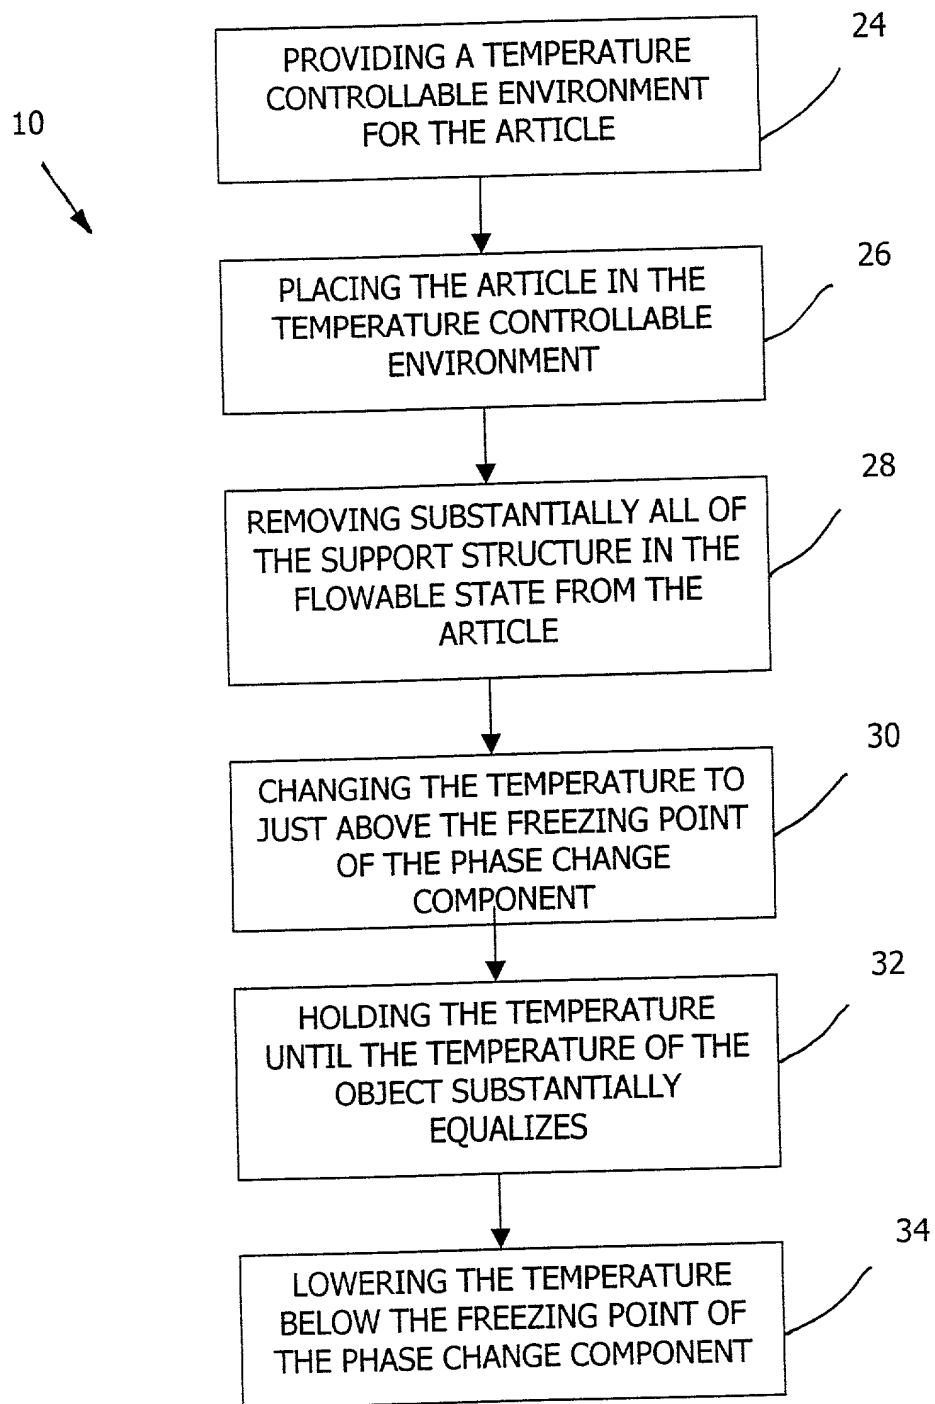 24
PROVIDING A TEMPERATURE
CONTROLLABLE ENVIRONMENT
FOR THE ARTICLE
10
26
PLACING THE ARTICLE IN THE
TEMPERATURE CONTROLLABLE
ENVIRONMENT
28
REMOVING SUBSTANTIALLY ALL OF
THE SUPPORT STRUCTURE IN THE
FLOWABLE STATE FROM THE
ARTICLE
30
CHANGING THE TEMPERATURE TO
JUST ABOVE THE FREEZING POINT
OF THE PHASE CHANGE
COMPONENT
32
HOLDING THE TEMPERATURE
UNTIL THE TEMPERATURE OF THE
OBJECT SUBSTANTIALLY
EQUALIZES
34
LOWERING THE TEMPERATURE
BELOW THE FREEZING POINT OF
THE PHASE CHANGE COMPONENT